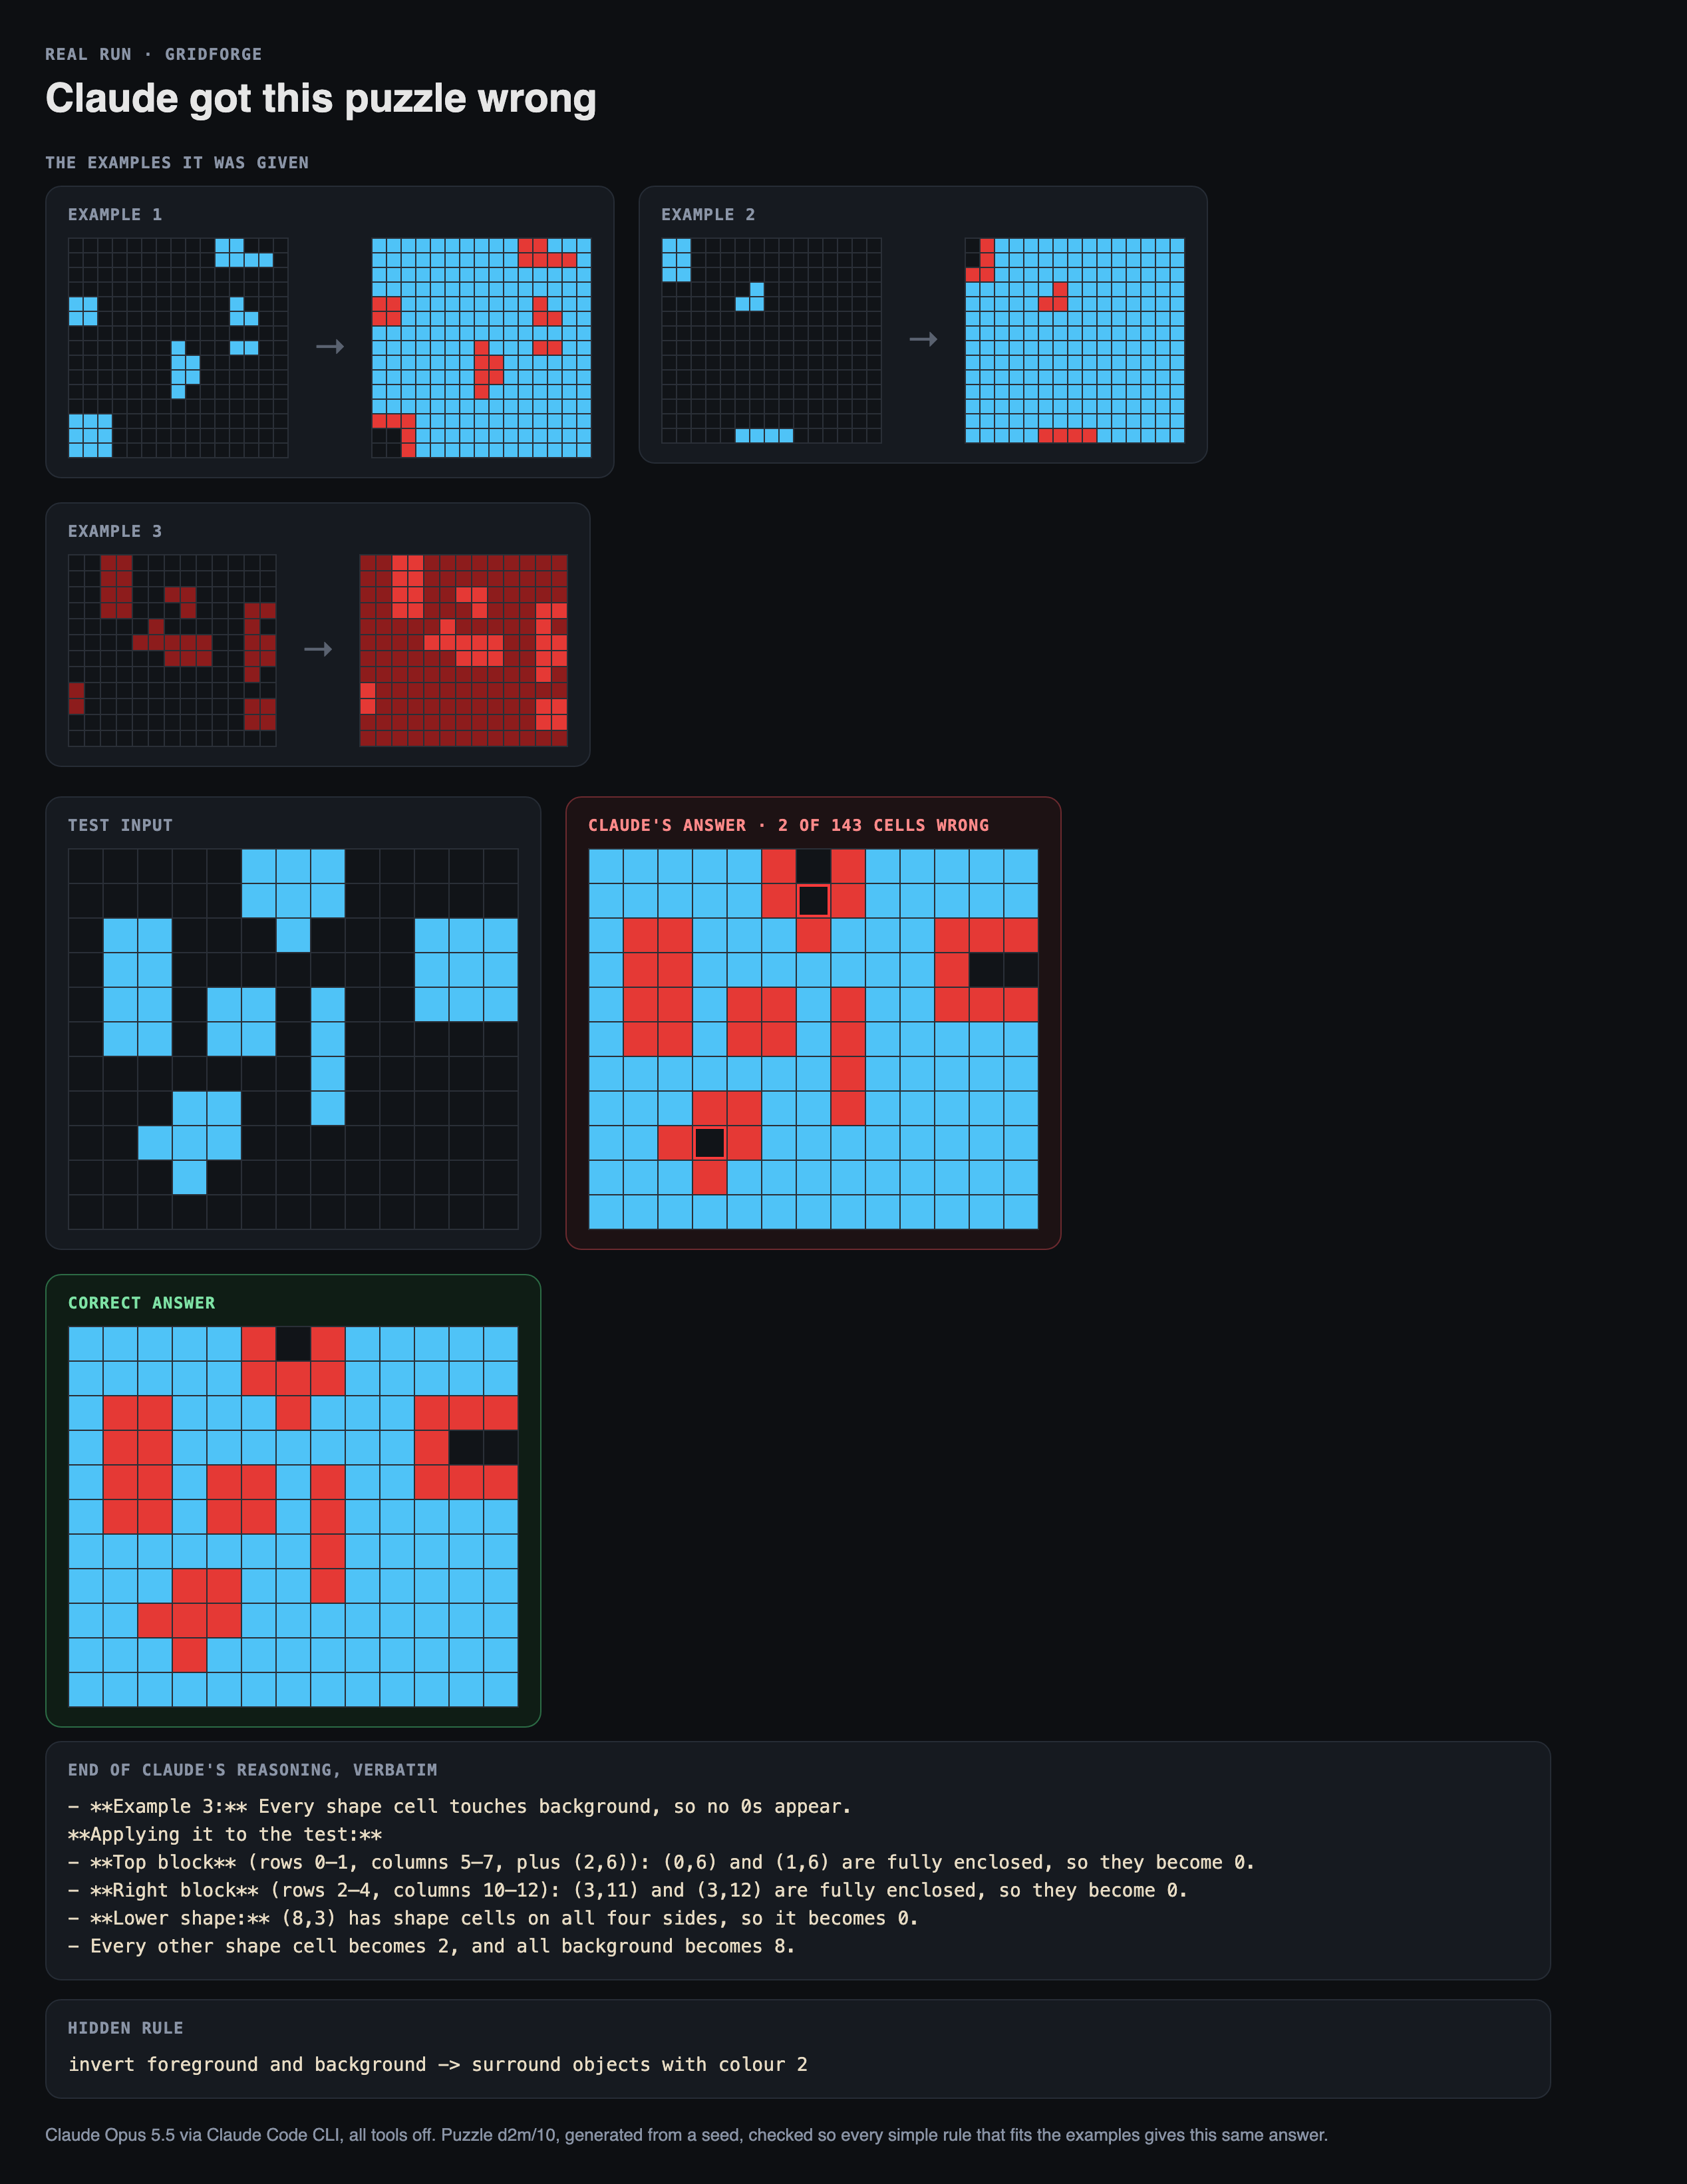 REAL RUN · GRIDFORGE
Claude got this puzzle wrong
THE EXAMPLES IT WAS GIVEN
EXAMPLE 1
→
EXAMPLE 2
→
EXAMPLE 3
→
TEST INPUT
CLAUDE'S ANSWER · 2 OF 143 CELLS WRONG
CORRECT ANSWER
END OF CLAUDE'S REASONING, VERBATIM
– **Example 3:** Every shape cell touches background, so no 0s appear.
**Applying it to the test:**
– **Top block** (rows 0–1, columns 5–7, plus (2,6)): (0,6) and (1,6) are fully enclosed, so they become 0.
– **Right block** (rows 2–4, columns 10–12): (3,11) and (3,12) are fully enclosed, so they become 0.
– **Lower shape:** (8,3) has shape cells on all four sides, so it becomes 0.
– Every other shape cell becomes 2, and all background becomes 8.
HIDDEN RULE
invert foreground and background –> surround objects with colour 2
Claude Opus 5.5 via Claude Code CLI, all tools off. Puzzle d2m/10, generated from a seed, checked so every simple rule that fits the examples gives this same answer.